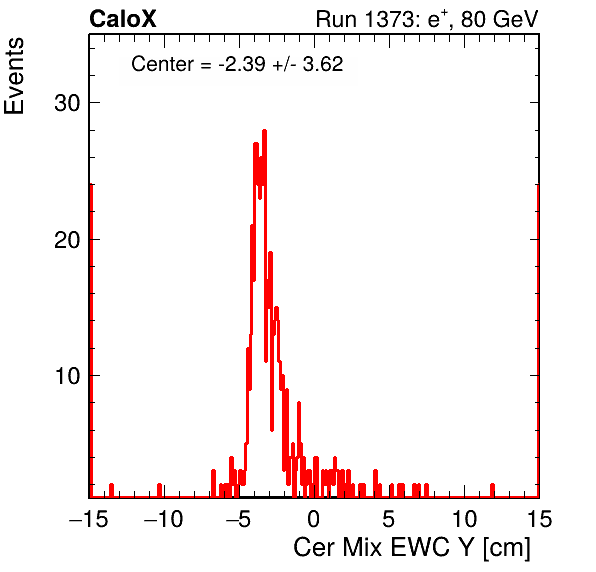 CaloX Run 1373: e⁺, 80 GeV
Events
Center = -2.39 +/- 3.62
30
20
10
−15 −10 −5 0 5 10 15
Cer Mix EWC Y [cm]